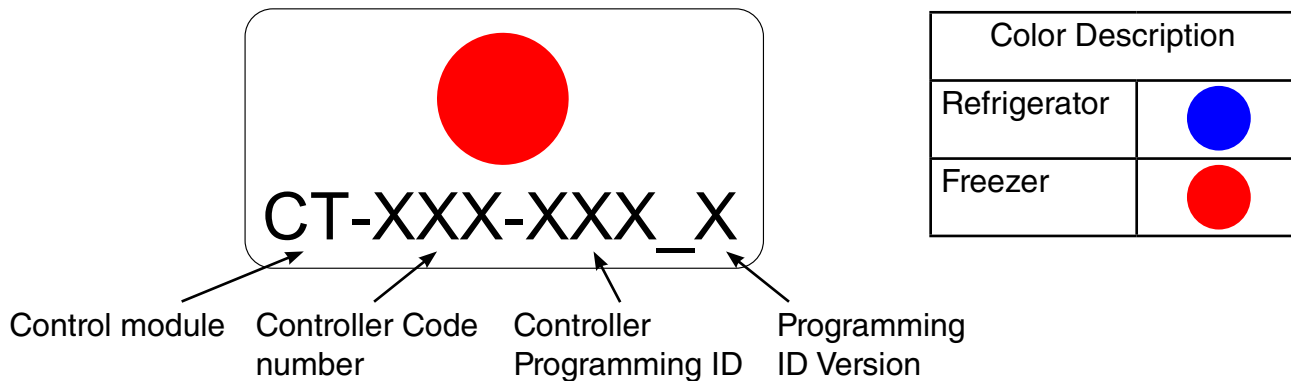 CT-XXX-XXX_X
Control module
Controller Code
number
Controller
Programming ID
Programming
ID Version
Color Description
Refrigerator
Freezer